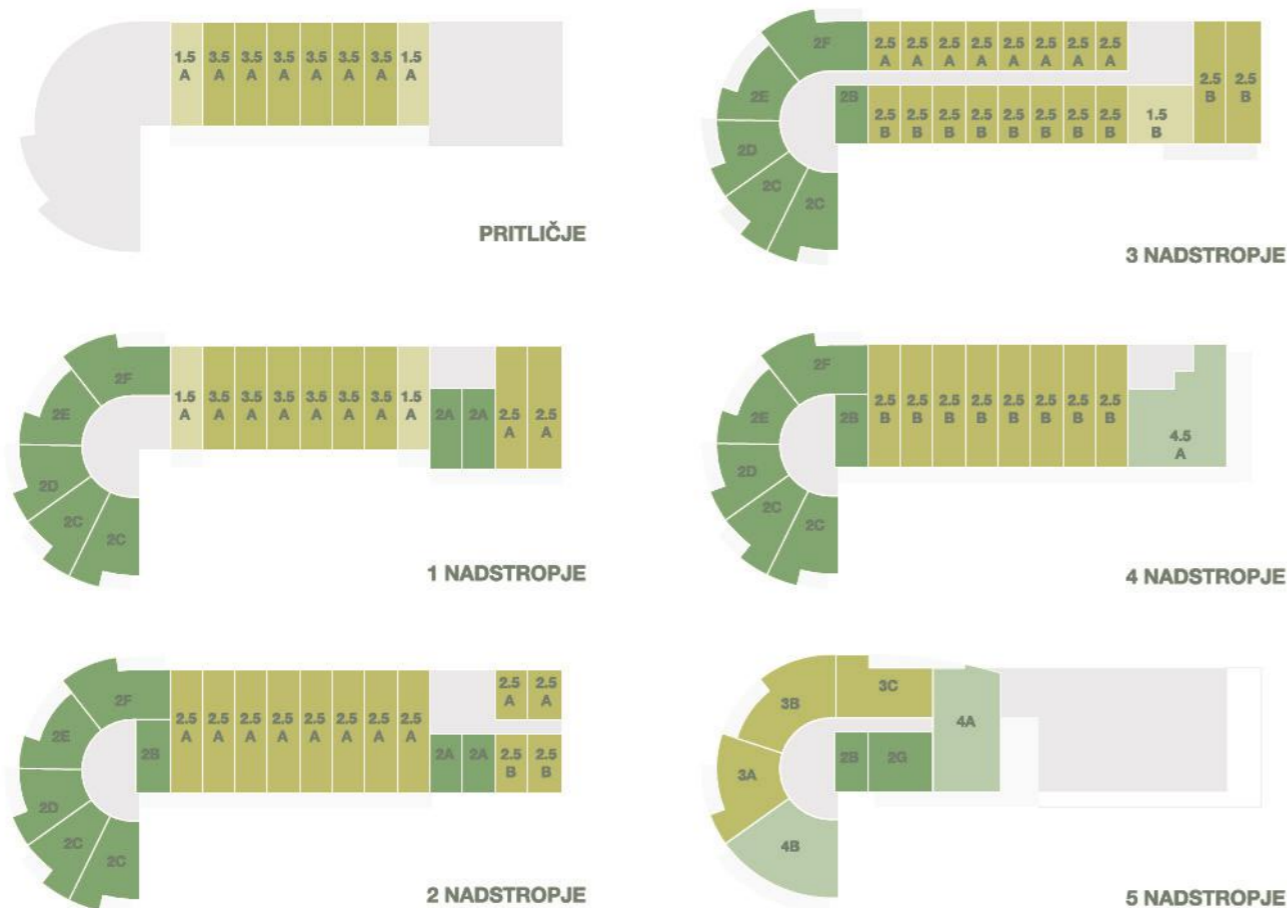 1.5 3.5 3.5 3.5 3.5 3.5 3.5 1.5
A A A A A A A A
PRITLIČJE
2F
2E
2D
2C
2C
1.5 3.5 3.5 3.5 3.5 3.5 3.5 1.5
A A A A A A A A
2A 2A
2.5 2.5
A A
1 NADSTROPJE
2F
2E
2D
2C
2C
2B
2.5 2.5 2.5 2.5 2.5 2.5 2.5 2.5
A A A A A A A A
2.5 2.5
A A
2A 2A
2.5 2.5
B B
2 NADSTROPJE
2F
2E
2D
2C
2C
2B
2.5 2.5 2.5 2.5 2.5 2.5 2.5 2.5
A A A A A A A A
2.5 2.5 2.5 2.5 2.5 2.5 2.5 2.5
B B B B B B B B
1.5
B
2.5 2.5
B B
3 NADSTROPJE
2F
2E
2D
2C
2C
2B
2.5 2.5 2.5 2.5 2.5 2.5 2.5 2.5
B B B B B B B B
4.5
A
4 NADSTROPJE
3B
3C
4A
3A
2B
2G
4B
5 NADSTROPJE